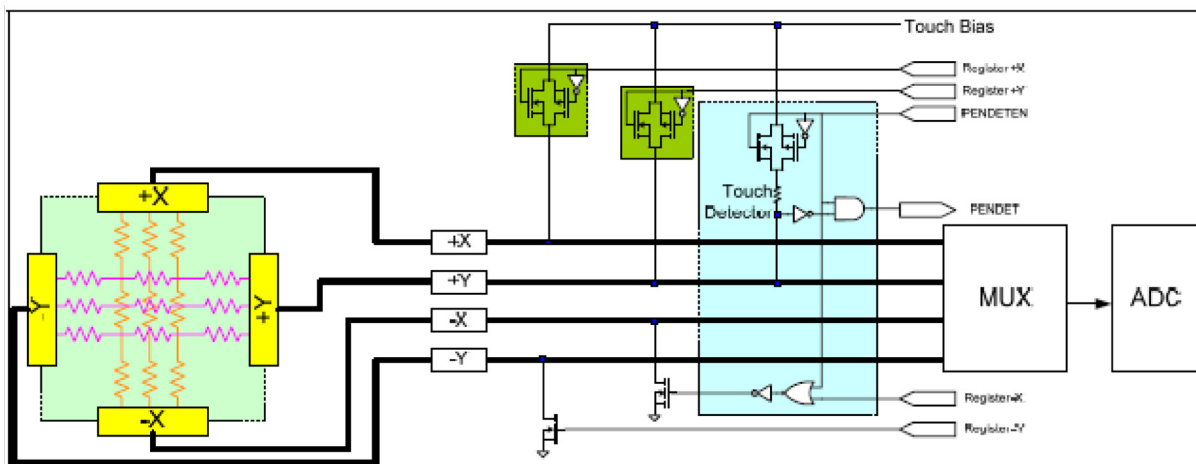 Touch Bias
Register +X
Register +Y
PENDETEN
+X
Touch
Detector
PENDET
+X
-Y
+Y
+Y
MUX
ADC
-X
-Y
-X
Register-X
Register-Y